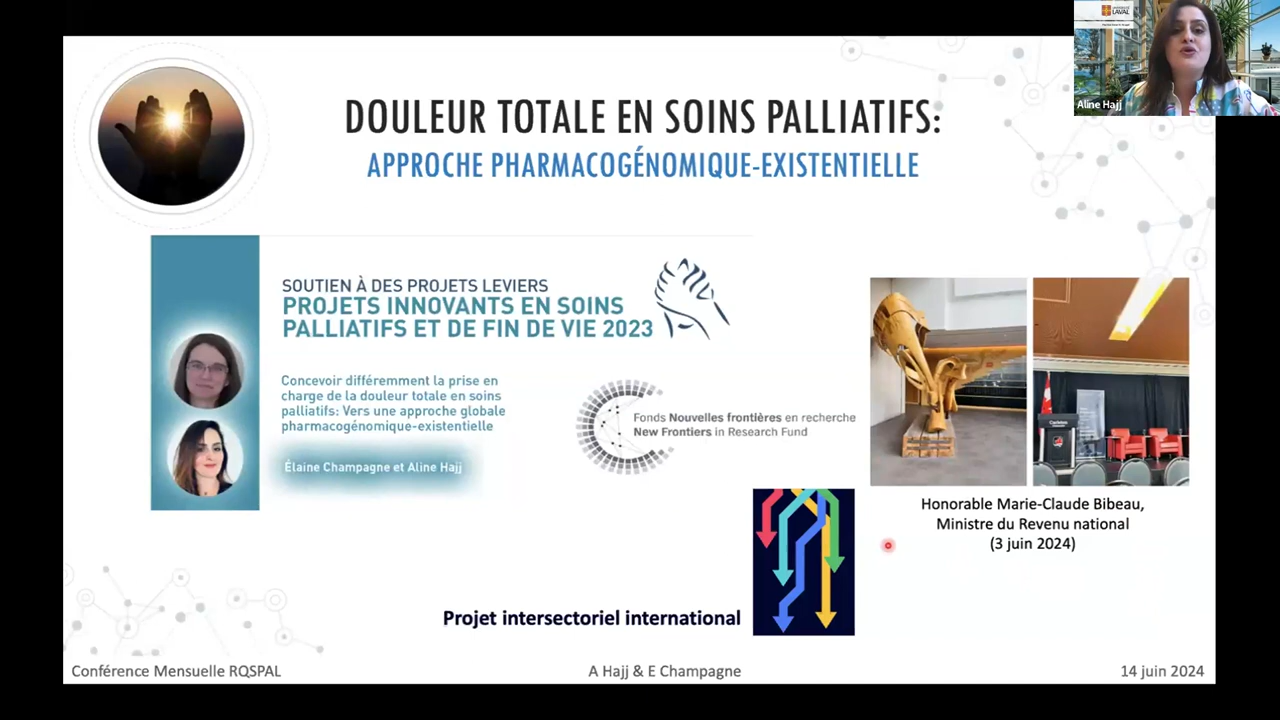 UNIVERSITÉ
LAVAL
Aline Hajj
DOULEUR TOTALE EN SOINS PALLIATIFS:
APPROCHE PHARMACOGÉNOMIQUE-EXISTENTIELLE
SOUTIEN À DES PROJETS LEVIERS
PROJETS INNOVANTS EN SOINS
PALLIATIFS ET DE FIN DE VIE 2023
Concevoir différemment la prise en
charge de la douleur totale en soins
palliatifs: Vers une approche globale
pharmacogénomique-existentielle
Élaine Champagne et Aline Hajj
Fonds Nouvelles frontières en recherche
New Frontiers in Research Fund
Honorable Marie-Claude Bibeau,
Ministre du Revenu national
(3 juin 2024)
Projet intersectoriel international
Conférence Mensuelle RQSPAL
A Hajj & E Champagne
14 juin 2024